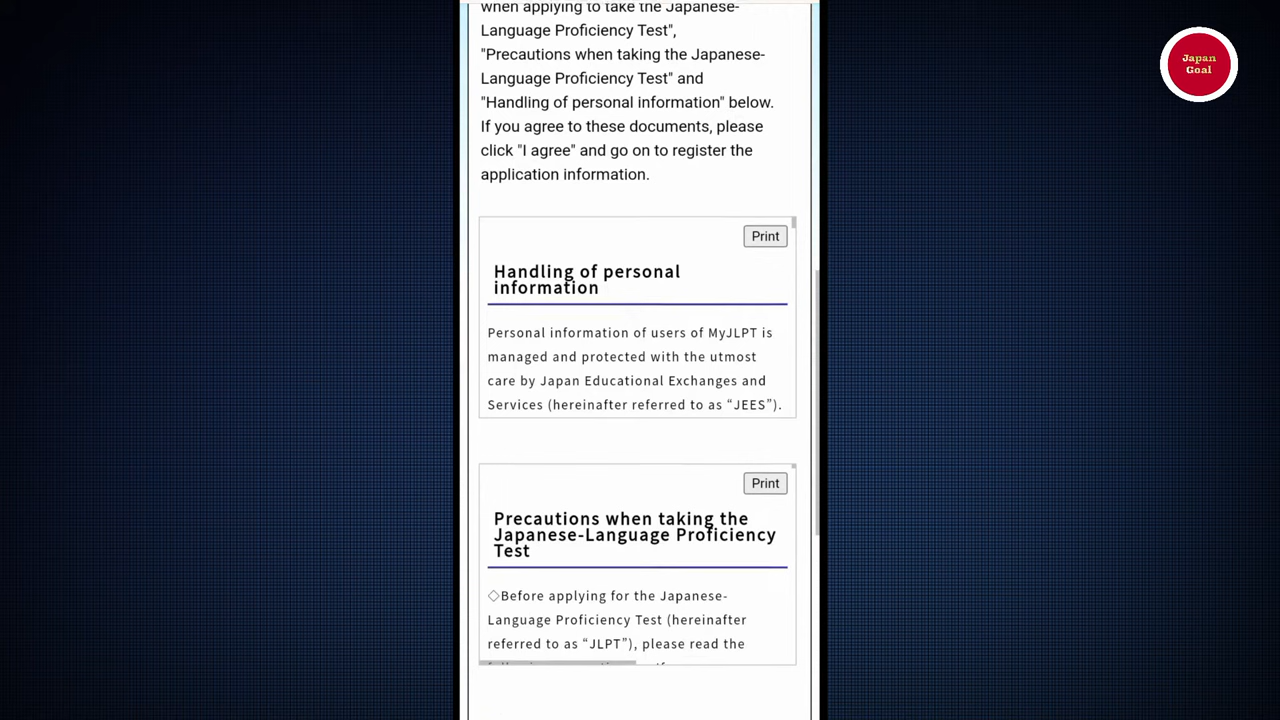 when applying to take the Japanese-
Language Proficiency Test",
"Precautions when taking the Japanese-
Language Proficiency Test" and
"Handling of personal information" below.
If you agree to these documents, please
click "I agree" and go on to register the
application information.
Print
Handling of personal
information
Personal information of users of MyJLPT is
managed and protected with the utmost
care by Japan Educational Exchanges and
Services (hereinafter referred to as “JEES”).
Print
Precautions when taking the
Japanese-Language Proficiency
Test
◇Before applying for the Japanese-
Language Proficiency Test (hereinafter
referred to as “JLPT”), please read the
Japan
Goal